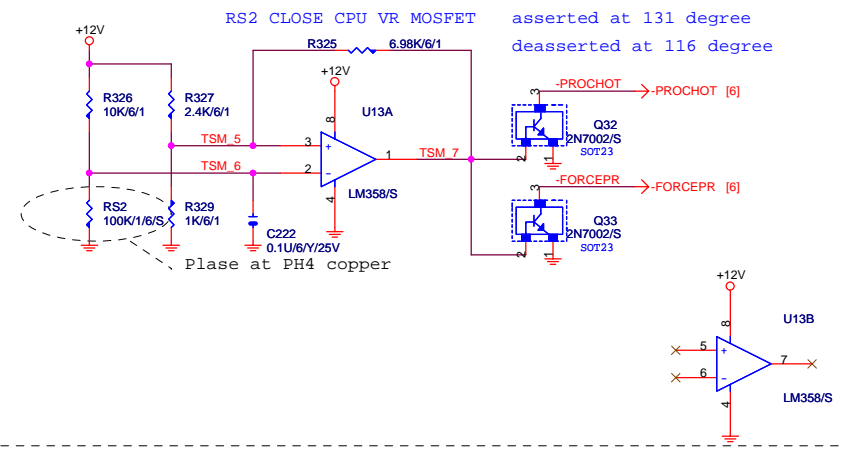 RS2 CLOSE CPU VR MOSFET
asserted at 131 degree
deasserted at 116 degree
+12V
R325
6.98K/6/1
R326
10K/6/1
R327
2.4K/6/1
+12V
U13A
8
TSM_5
3
+
1
TSM_7
TSM_6
2
-
4
LM358/S
-PROCHOT
3
-PROCHOT [6]
Q32
2N7002/S
SOT23
2
1
-FORCEPR
3
-FORCEPR [6]
Q33
2N7002/S
SOT23
2
1
RS2
100K/1/6/S
R329
1K/6/1
C222
0.1U/6/Y/25V
Plase at PH4 copper
+12V
U13B
8
5
+
7
6
-
4
LM358/S